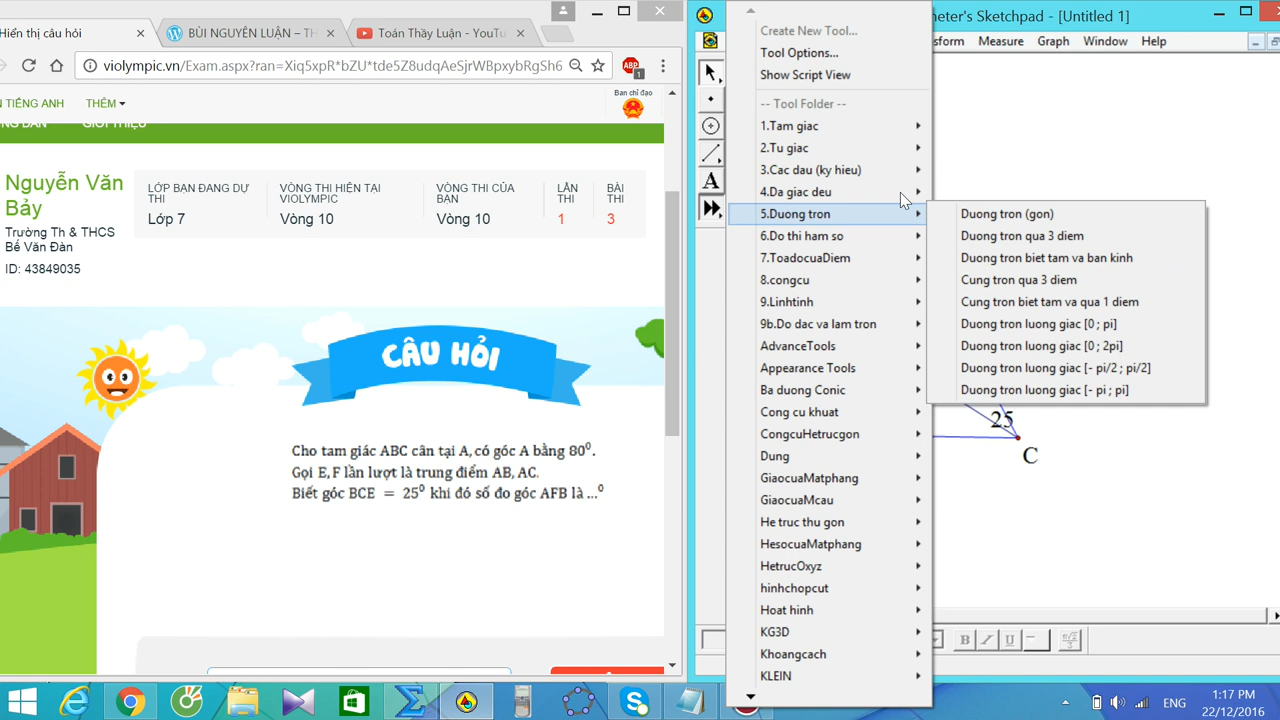 Hiển thị câu hỏi
BÙI NGUYÊN LUẬN – TH
Toán Thầy Luận - YouTu
violympic.vn/Exam.aspx?ran=Xiq5xpR*bZU*tde5Z8udqAeSjrWBpxybRgSh6
ABP
1
N TIẾNG ANH
THÊM
Ban chỉ đạo
GIỚI THIỆU
Nguyễn Văn
Bảy
Trường Th & THCS
Bế Văn Đàn
ID: 43849035
LỚP BẠN ĐANG DỰ
THI
Lớp 7
VÒNG THI HIỆN TẠI
VIOLYMPIC
Vòng 10
VÒNG THI CỦA
BẠN
Vòng 10
LẦN
THI
1
BÀI
THI
3
CÂU HỎI
Cho tam giác ABC cân tại A, có góc A bằng 80⁰.
Gọi E, F lần lượt là trung điểm AB, AC.
Biết góc BCE = 25⁰ khi đó số đo góc AFB là ...⁰
meter's Sketchpad - [Untitled 1]
sform
Measure
Graph
Window
Help
A
Create New Tool...
Tool Options...
Show Script View
-- Tool Folder --
1.Tam giac
2.Tu giac
3.Cac dau (ky hieu)
4.Da giac deu
5.Duong tron
6.Do thi ham so
7.ToadocuaDiem
8.congcu
9.Linhtinh
9b.Do dac va lam tron
AdvanceTools
Appearance Tools
Ba duong Conic
Cong cu khuat
CongcuHetrucgon
Dung
GiaocuaMatphang
GiaocuaMcau
He truc thu gon
HesocuaMatphang
HetrucOxyz
hinhchopcut
Hoat hinh
KG3D
Khoangcach
KLEIN
Duong tron (gon)
Duong tron qua 3 diem
Duong tron biet tam va ban kinh
Cung tron qua 3 diem
Cung tron biet tam va qua 1 diem
Duong tron luong giac [0 ; pi]
Duong tron luong giac [0 ; 2pi]
Duong tron luong giac [- pi/2 ; pi/2]
Duong tron luong giac [- pi ; pi]
25
C
B I U
ENG
1:17 PM
22/12/2016